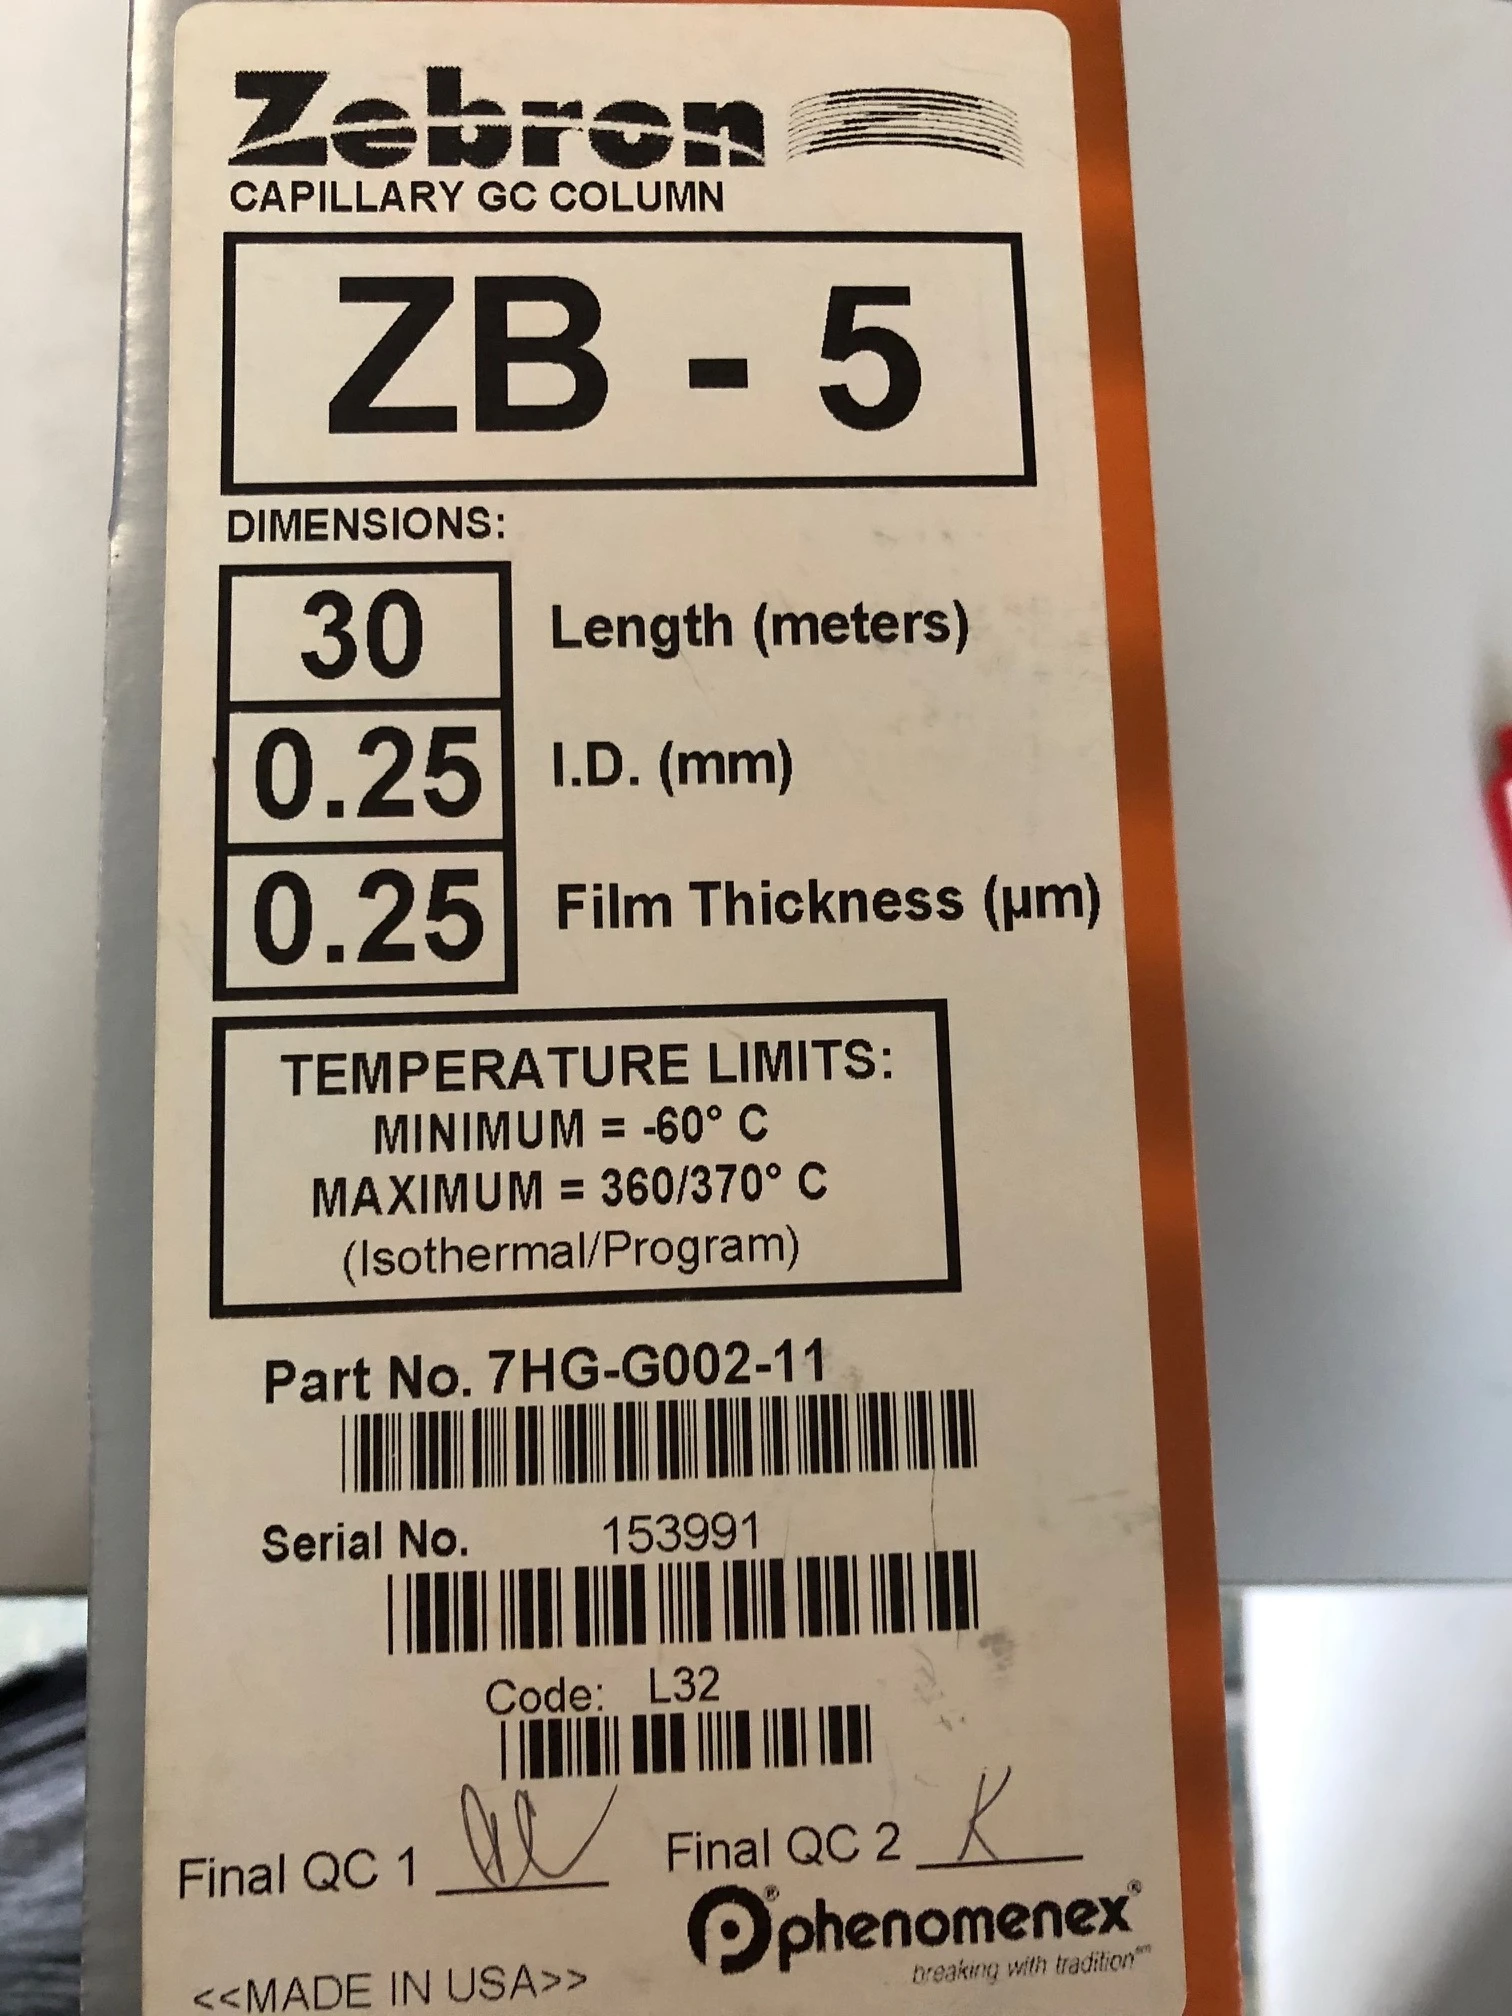 Zebron
CAPILLARY GC COLUMN
ZB - 5
DIMENSIONS:
30 Length (meters)
0.25 I.D. (mm)
0.25 Film Thickness (µm)
TEMPERATURE LIMITS:
MINIMUM = -60° C
MAXIMUM = 360/370° C
(Isothermal/Program)
Part No. 7HG-G002-11
Serial No. 153991
Code: L32
Final QC 1
Final QC 2 K
phenomenex®
breaking with tradition℠
<<MADE IN USA>>